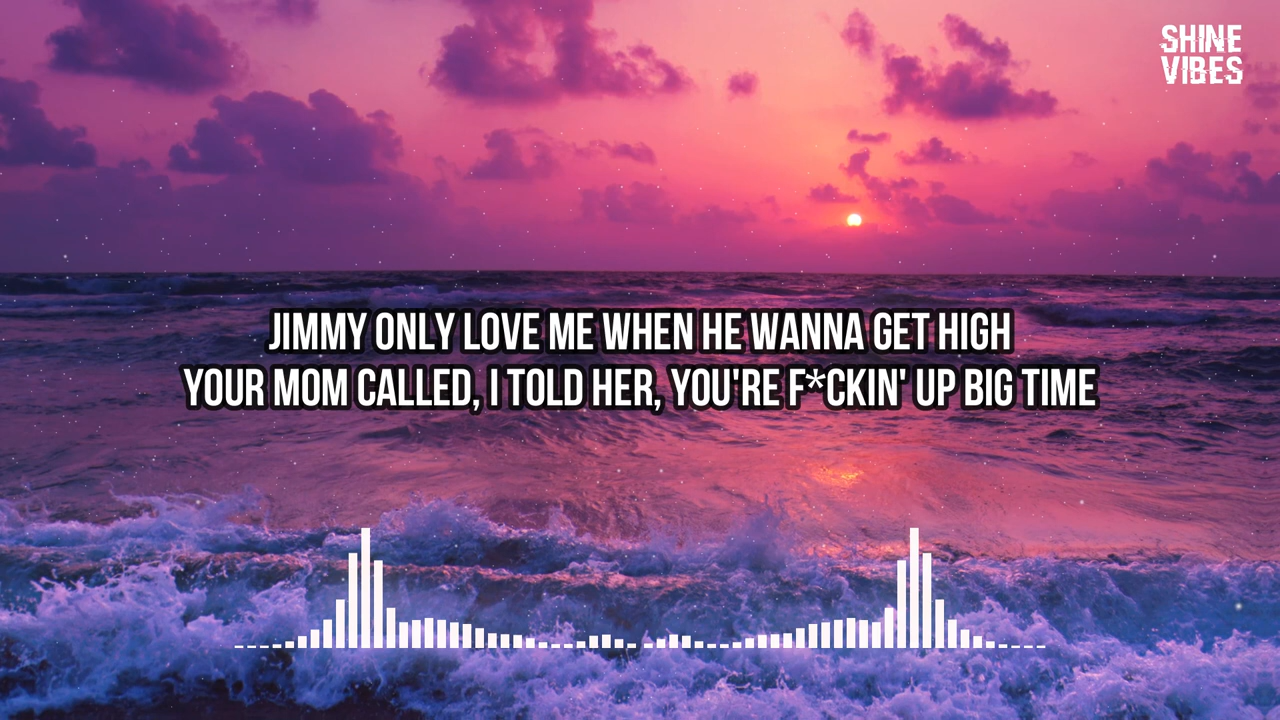 SHINE
VIBES
JIMMY ONLY LOVE ME WHEN HE WANNA GET HIGH
YOUR MOM CALLED, I TOLD HER, YOU'RE F*CKIN' UP BIG TIME